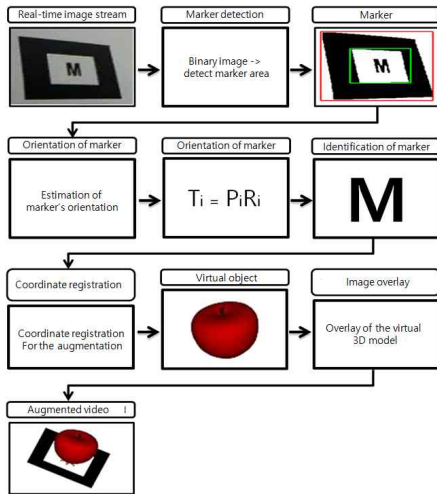 Real-time image stream
Marker detection
Marker
M
Binary image ->
detect marker area
M
Orientation of marker
Orientation of marker
Identification of marker
Estimation of
marker's orientation
Ti = PiRi
M
Coordinate registration
Virtual object
Image overlay
Coordinate registration
For the augmentation
Overlay of the virtual
3D model
Augmented video